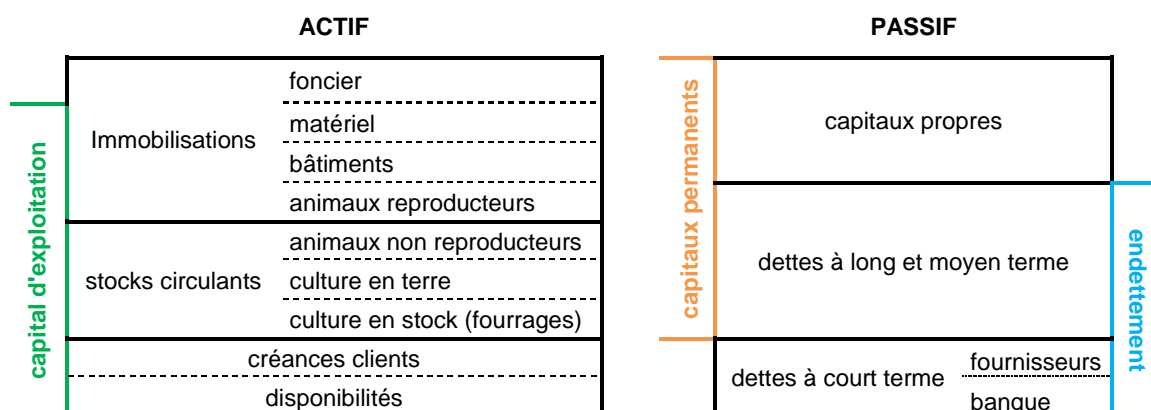 ACTIF
PASSIF
capital d'exploitation
Immobilisations
foncier
matériel
bâtiments
animaux reproducteurs
stocks circulants
animaux non reproducteurs
culture en terre
culture en stock (fourrages)
créances clients
disponibilités
capitaux permanents
capitaux propres
dettes à long et moyen terme
dettes à court terme
fournisseurs
banque
endettement